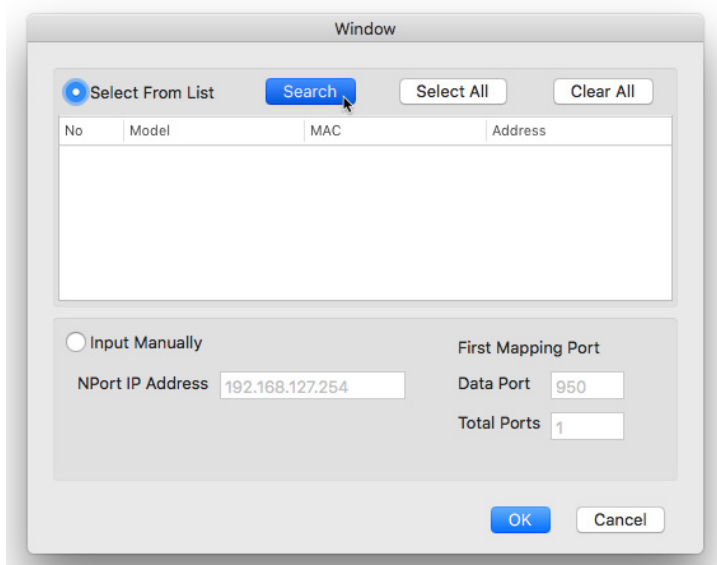 Window
Select From List Search Select All Clear All
No Model MAC Address
Input Manually
First Mapping Port
NPort IP Address 192.168.127.254 Data Port 950
Total Ports 1
OK Cancel